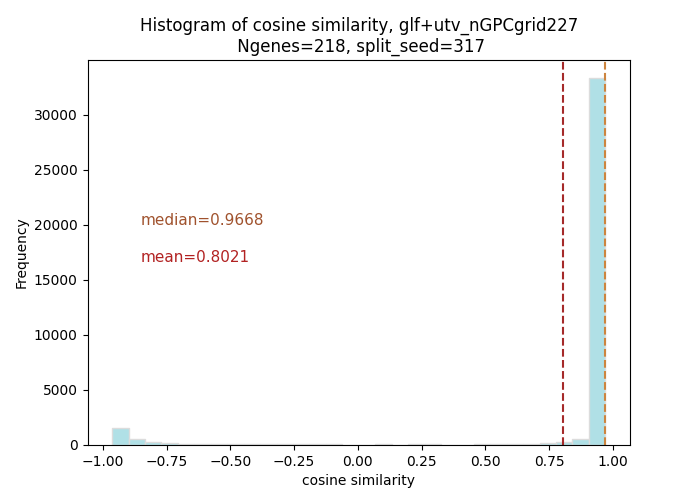 Histogram of cosine similarity, glf+utv_nGPCgrid227
Ngenes=218, split_seed=317
Frequency
30000
25000
20000
15000
10000
5000
0
median=0.9668
mean=0.8021
−1.00 −0.75 −0.50 −0.25 0.00 0.25 0.50 0.75 1.00
cosine similarity